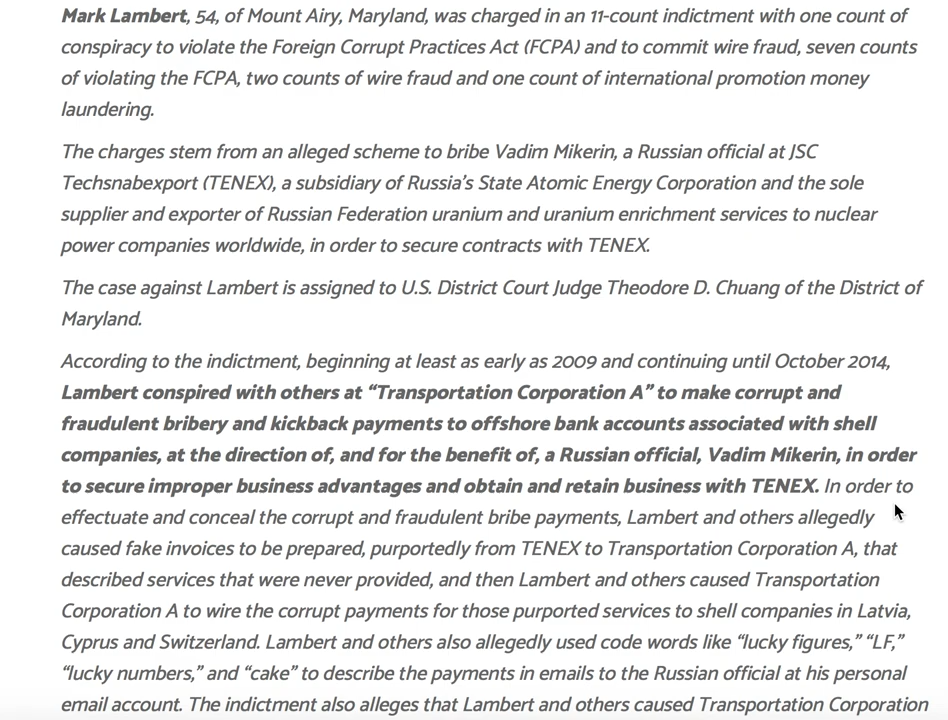 Mark Lambert, 54, of Mount Airy, Maryland, was charged in an 11-count indictment with one count of
conspiracy to violate the Foreign Corrupt Practices Act (FCPA) and to commit wire fraud, seven counts
of violating the FCPA, two counts of wire fraud and one count of international promotion money
laundering.
The charges stem from an alleged scheme to bribe Vadim Mikerin, a Russian official at JSC
Techsnabexport (TENEX), a subsidiary of Russia's State Atomic Energy Corporation and the sole
supplier and exporter of Russian Federation uranium and uranium enrichment services to nuclear
power companies worldwide, in order to secure contracts with TENEX.
The case against Lambert is assigned to U.S. District Court Judge Theodore D. Chuang of the District of
Maryland.
According to the indictment, beginning at least as early as 2009 and continuing until October 2014,
Lambert conspired with others at “Transportation Corporation A” to make corrupt and
fraudulent bribery and kickback payments to offshore bank accounts associated with shell
companies, at the direction of, and for the benefit of, a Russian official, Vadim Mikerin, in order
to secure improper business advantages and obtain and retain business with TENEX. In order to
effectuate and conceal the corrupt and fraudulent bribe payments, Lambert and others allegedly
caused fake invoices to be prepared, purportedly from TENEX to Transportation Corporation A, that
described services that were never provided, and then Lambert and others caused Transportation
Corporation A to wire the corrupt payments for those purported services to shell companies in Latvia,
Cyprus and Switzerland. Lambert and others also allegedly used code words like “lucky figures,” “LF,”
“lucky numbers,” and “cake” to describe the payments in emails to the Russian official at his personal
email account. The indictment also alleges that Lambert and others caused Transportation Corporation